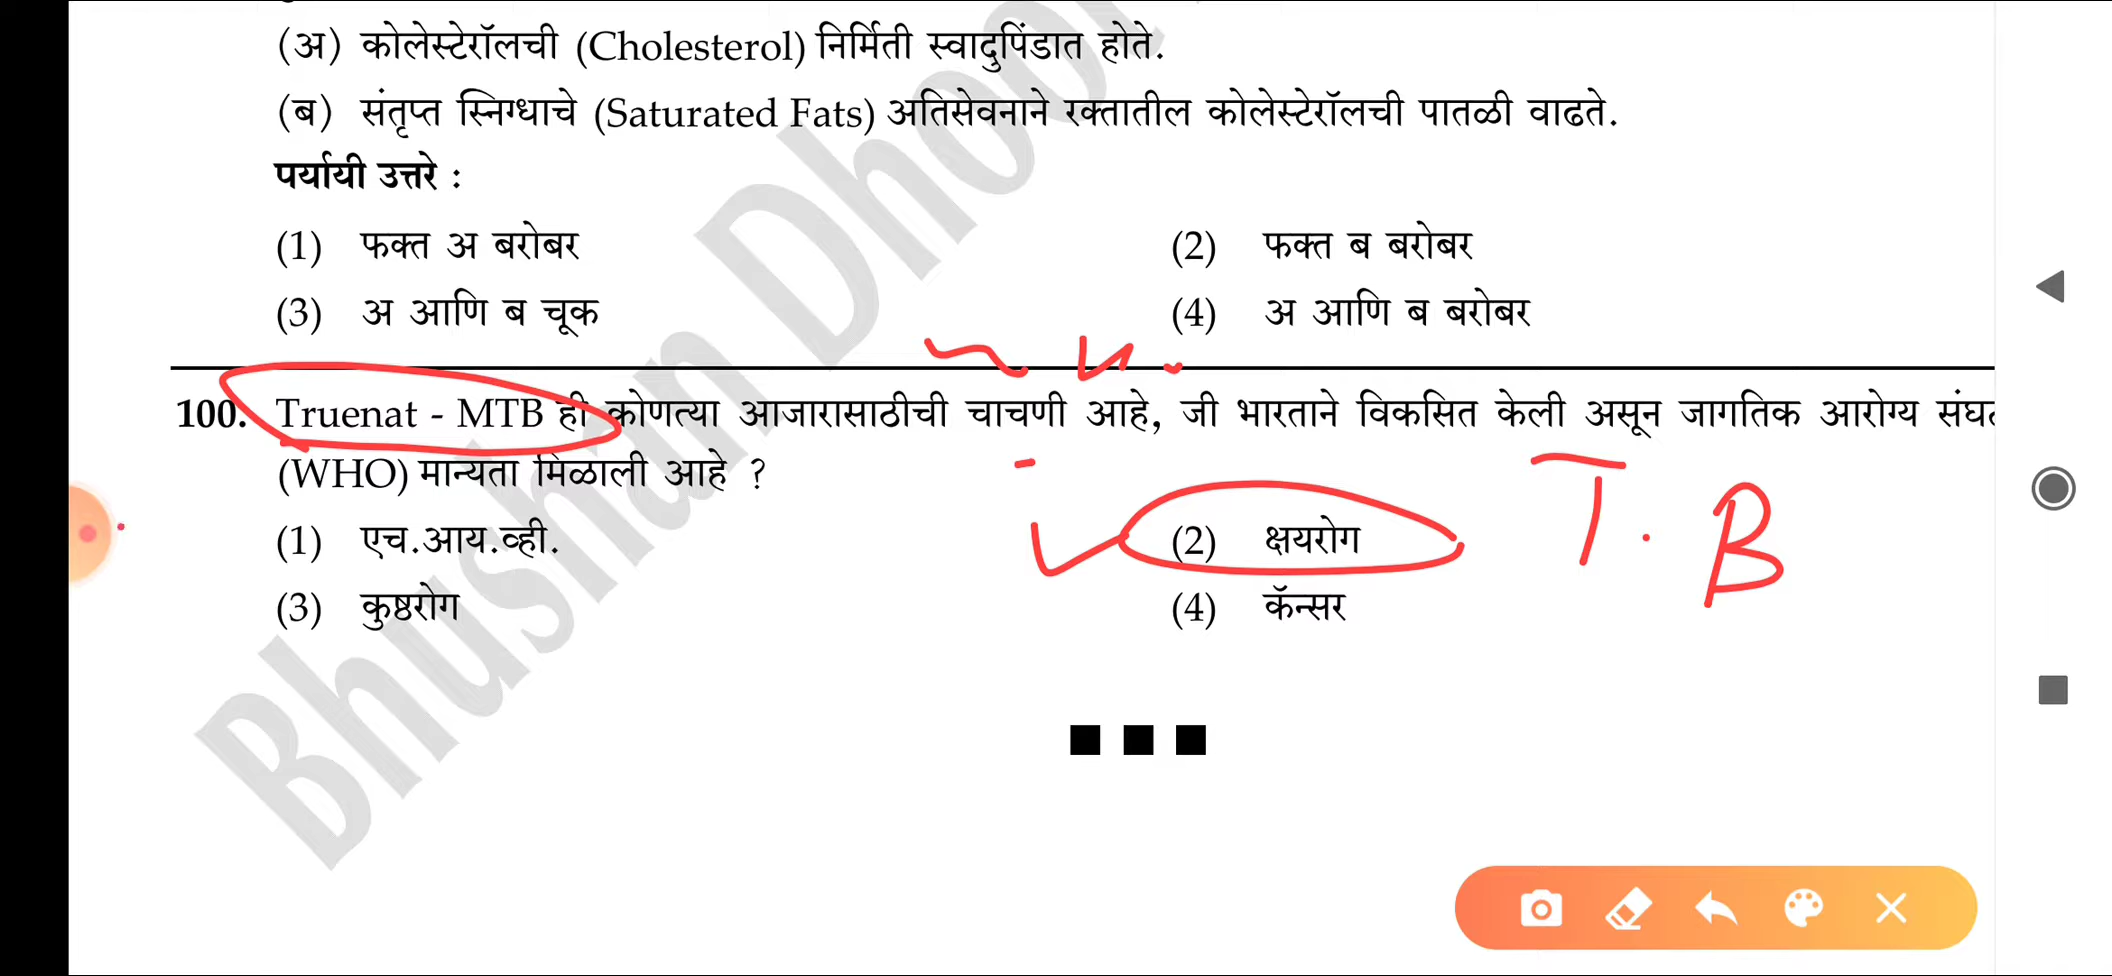 (अ) कोलेस्टेरॉलची (Cholesterol) निर्मिती स्वादुपिंडात होते.
(ब) संतृप्त स्निग्धाचे (Saturated Fats) अतिसेवनाने रक्तातील कोलेस्टेरॉलची पातळी वाढते.
पर्यायी उत्तरे :
(1) फक्त अ बरोबर (2) फक्त ब बरोबर
(3) अ आणि ब चूक (4) अ आणि ब बरोबर
100. Truenat - MTB ही कोणत्या आजारासाठीची चाचणी आहे, जी भारताने विकसित केली असून जागतिक आरोग्य
(WHO) मान्यता मिळाली आहे ?
(1) एच.आय.व्ही. (2) क्षयरोग T. B
(3) कुष्ठरोग (4) कॅन्सर
Bhushan